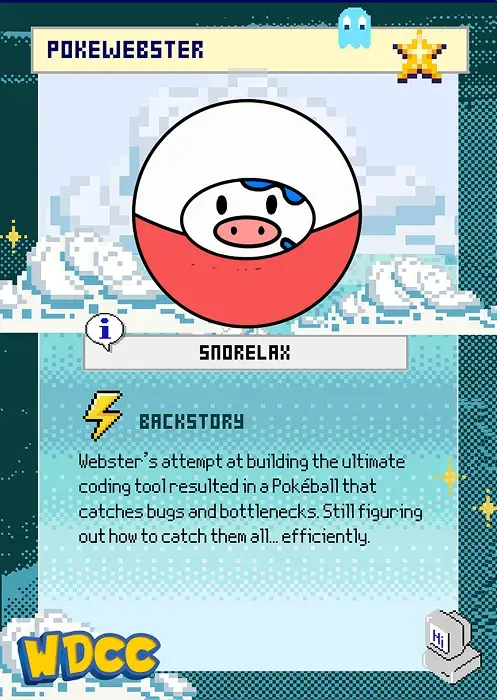 POKEWEBSTER
i
SNORELAX
BACKSTORY
Webster's attempt at building the ultimate
coding tool resulted in a Pokéball that
catches bugs and bottlenecks. Still figuring
out how to catch them all... efficiently.
Hi
WDCC